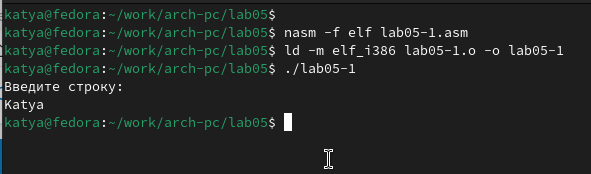 katya@fedora:~/work/arch-pc/lab05$
katya@fedora:~/work/arch-pc/lab05$ nasm -f elf lab05-1.asm
katya@fedora:~/work/arch-pc/lab05$ ld -m elf_i386 lab05-1.o -o lab05-1
katya@fedora:~/work/arch-pc/lab05$ ./lab05-1
Введите строку:
Katya
katya@fedora:~/work/arch-pc/lab05$